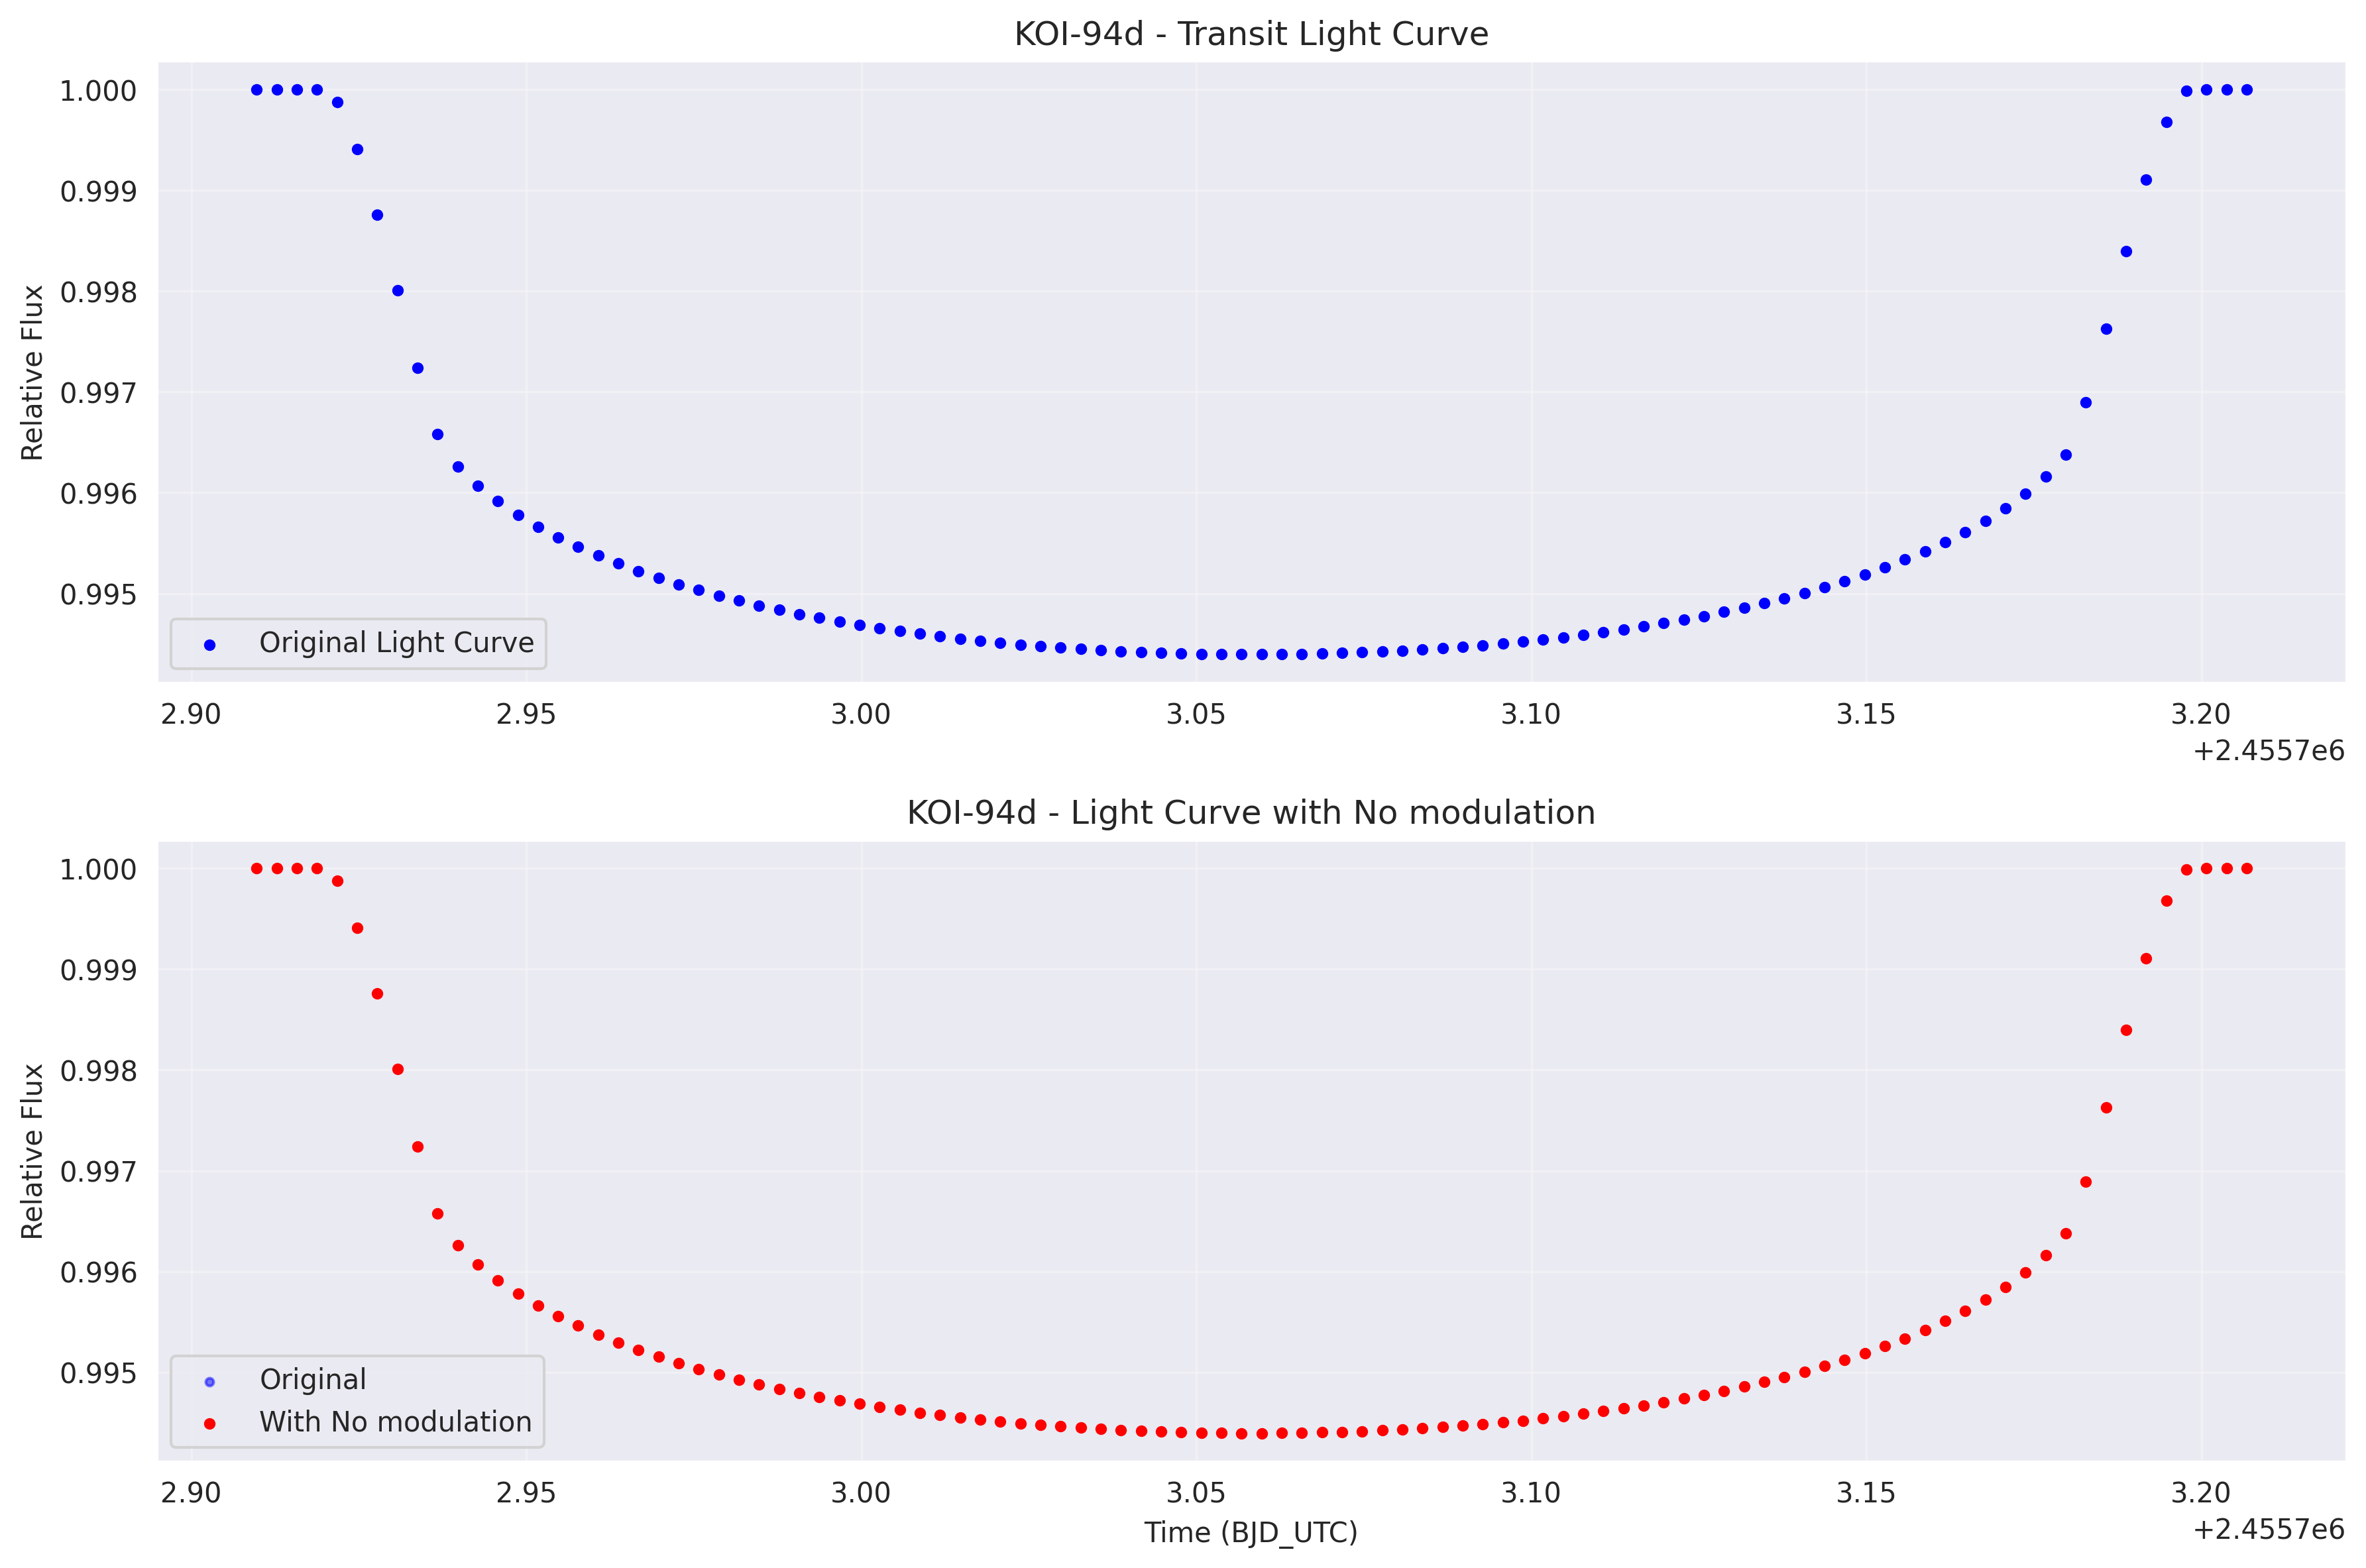 KOI-94d - Transit Light Curve
Relative Flux
1.000
0.999
0.998
0.997
0.996
0.995
Original Light Curve
2.90 2.95 3.00 3.05 3.10 3.15 3.20
+2.4557e6
KOI-94d - Light Curve with No modulation
Relative Flux
1.000
0.999
0.998
0.997
0.996
0.995
Original
With No modulation
2.90 2.95 3.00 3.05 3.10 3.15 3.20
Time (BJD_UTC)
+2.4557e6